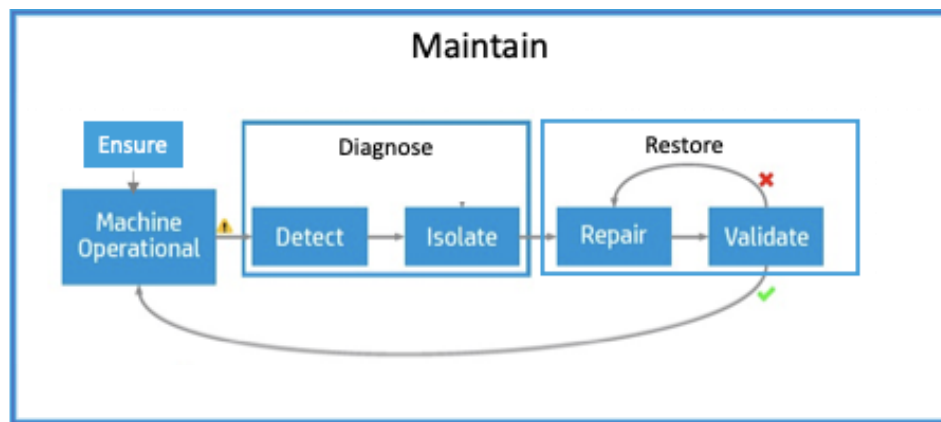 Maintain
Ensure
Diagnose
Restore
Machine
Operational
Detect
Isolate
Repair
Validate